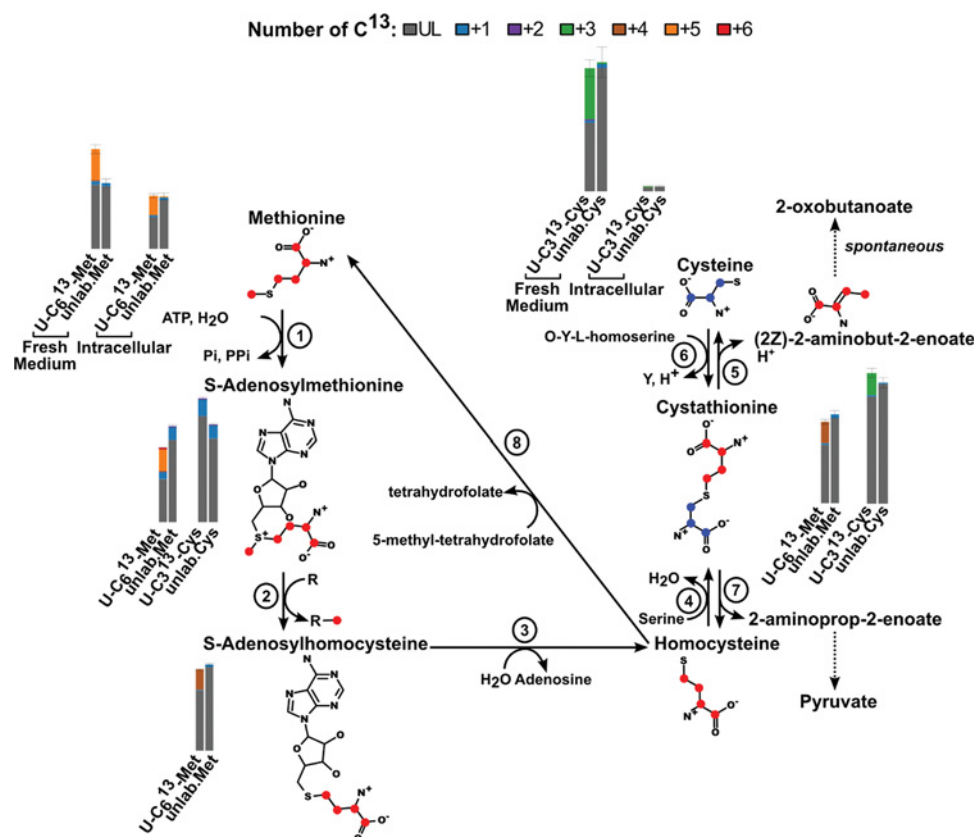 Number of C13: UL +1 +2 +3 +4 +5 +6
U-C6 13-Met
unlab.Met
U-C6 13-Met
unlab.Met
Fresh Medium
Intracellular
U-C3 13-Cys
unlab.Cys
U-C3 13-Cys
unlab.Cys
Fresh Medium
Intracellular
2-oxobutanoate
spontaneous
Methionine
O O- N+ S
Cysteine
O- S O N+
O O- N
ATP, H2O
1
Pi, PPi
O-Y-L-homoserine
6
5
(2Z)-2-aminobut-2-enoate
H+
Y, H+
S-Adenosylmethionine
N
N N N N
O O
O N+
S+ O O-
Cystathionine
O- O N+
S
N+ O- O
U-C6 13-Met
unlab.Met
U-C3 13-Cys
unlab.Cys
U-C6 13-Met
unlab.Met
U-C3 13-Cys
unlab.Cys
8
tetrahydrofolate
5-methyl-tetrahydrofolate
2
R
R
H2O
4
7
Serine
2-aminoprop-2-enoate
S-Adenosylhomocysteine
3
H2O Adenosine
Homocysteine
S
N+ O- O
Pyruvate
N
N N N N
O O
O
S N+ O- O
U-C6 13-Met
unlab.Met